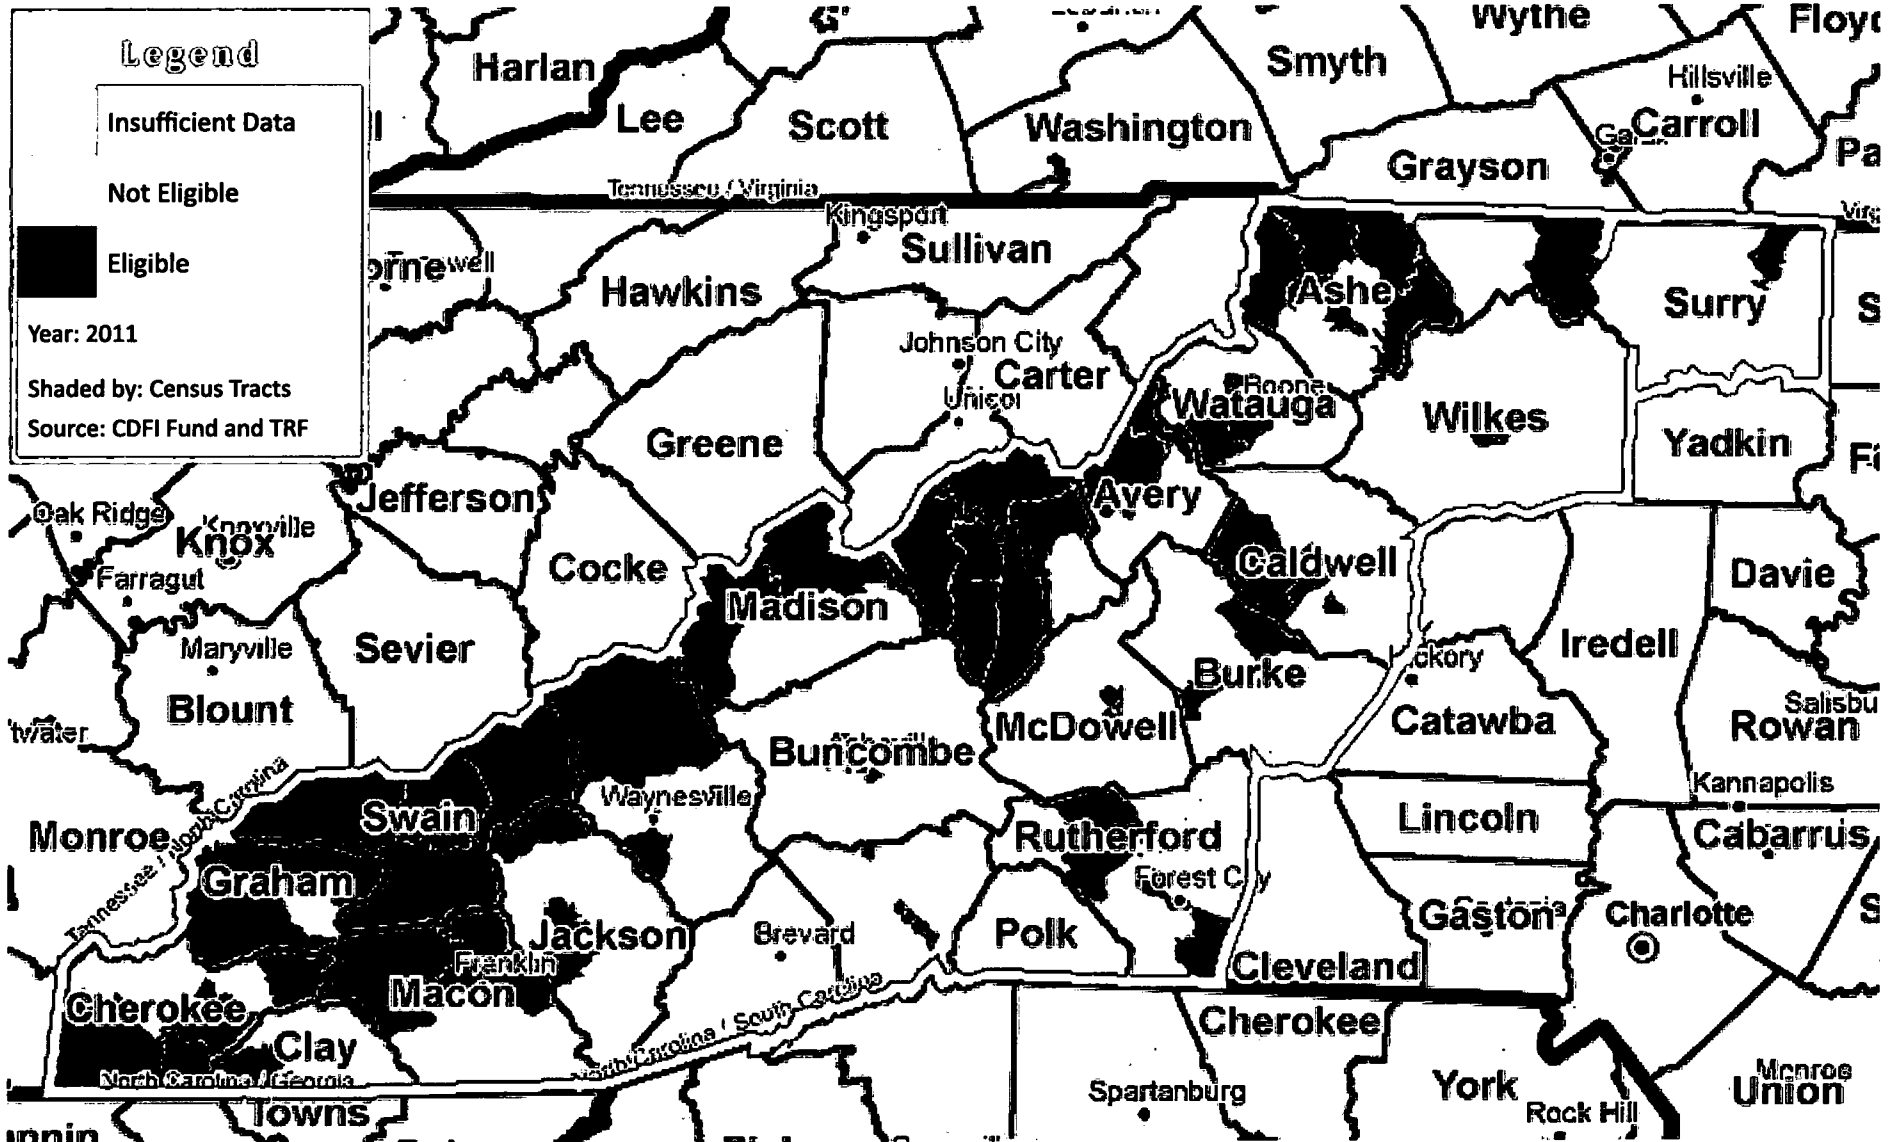 Legend
Insufficient Data
Not Eligible
Eligible
Year: 2011
Shaded by: Census Tracts
Source: CDFI Fund and TRF
Wythe
Floyd
Harlan
Smyth
Hillsville
Lee
Scott
Washington
Carroll
Grayson
Pa
Tennessee / Virginia
Kingsport
Sullivan
Hawkins
Ashe
Surry
Johnson City
Carter
Unicoi
Boone
Watauga
Wilkes
Greene
Yadkin
Jefferson
Avery
Oak Ridge
Knoxville
Knox
Farragut
Cocke
Caldwell
Davie
Madison
Maryville
Sevier
Iredell
Burke
Blount
McDowell
Catawba
Rowan
Buncombe
Waynesville
Kannapolis
Swain
Monroe
Rutherford
Lincoln
Cabarrus
Graham
Forest City
Jackson
Brevard
Polk
Gaston
Charlotte
Franklin
Macon
Cleveland
Cherokee
Tennessee / North Carolina
North Carolina / South Carolina
Cherokee
Clay
North Carolina / Georgia
Towns
Spartanburg
York
Rock Hill
Monroe
Union